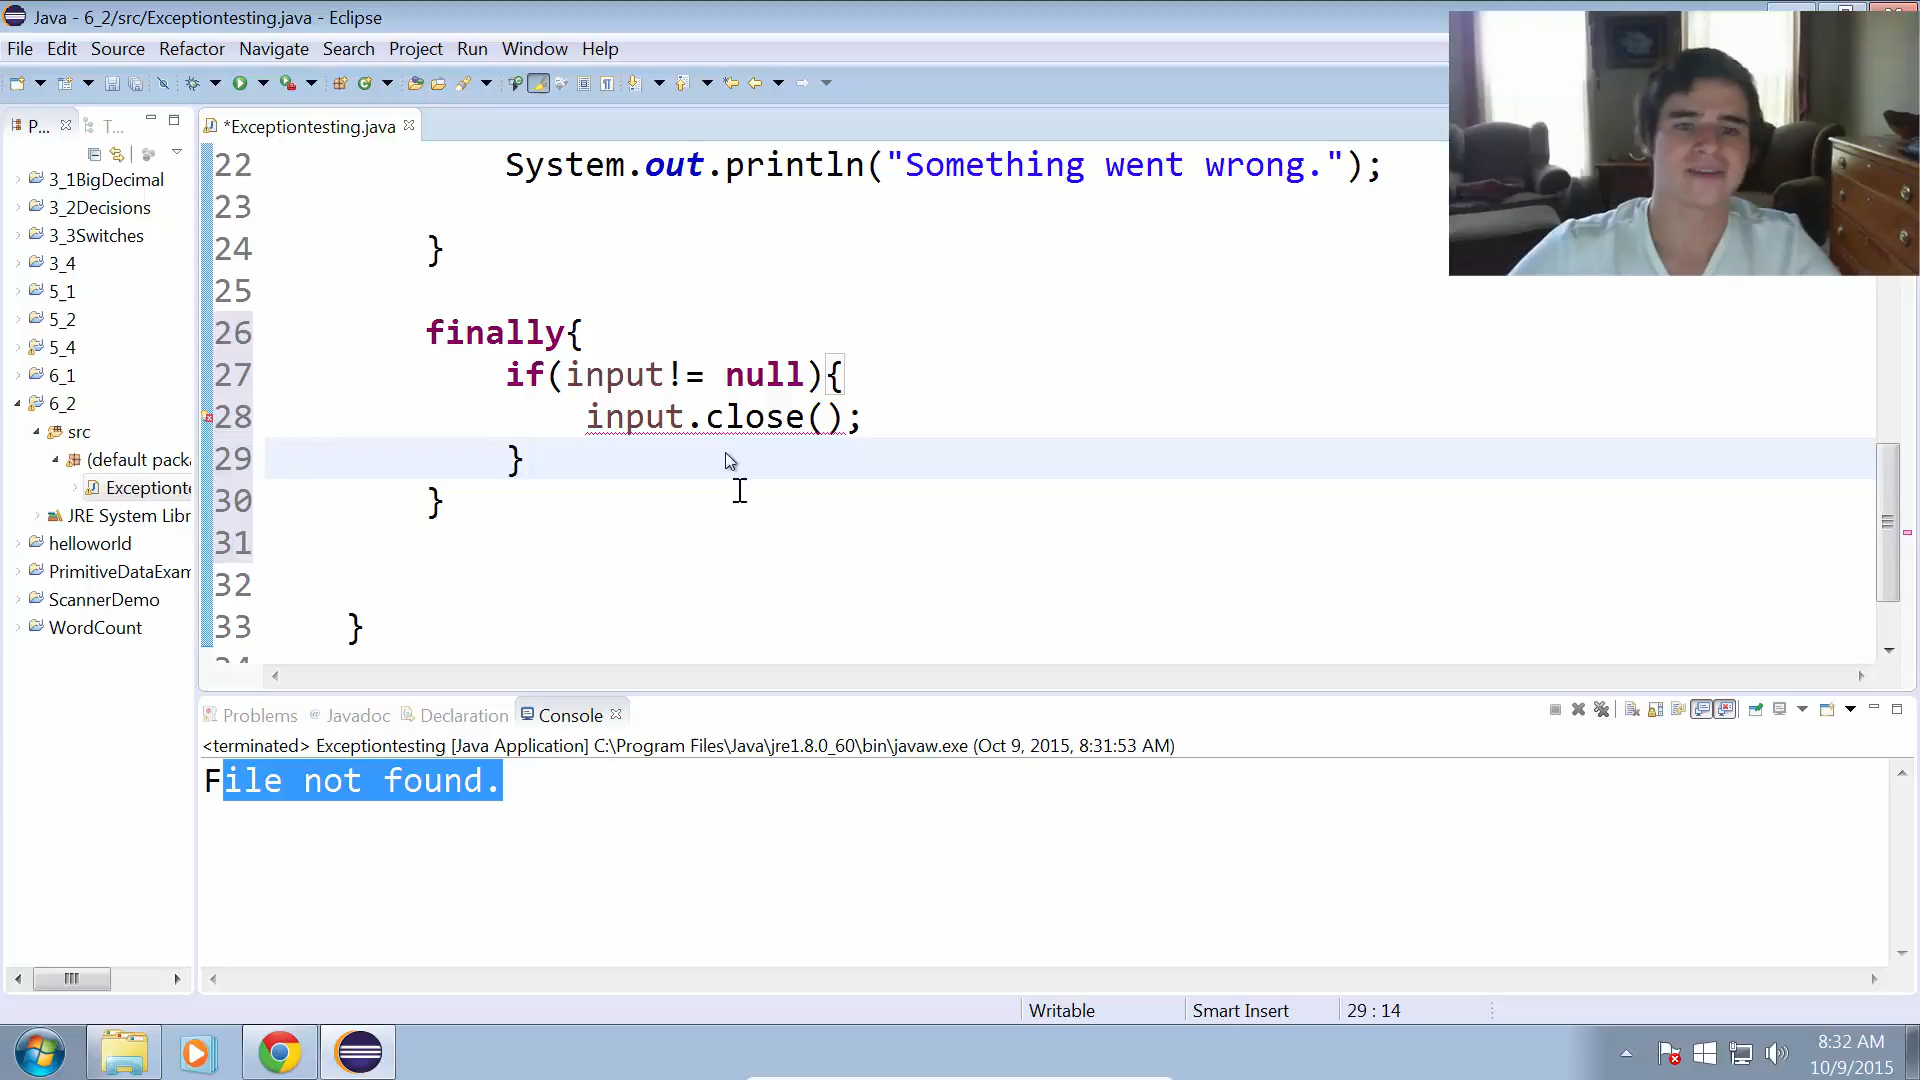 Java - 6_2/src/Exceptiontesting.java - Eclipse
File Edit Source Refactor Navigate Search Project Run Window Help
P... T...
*Exceptiontesting.java
3_1BigDecimal
3_2Decisions
3_3Switches
3_4
5_1
5_2
5_4
6_1
6_2
src
(default pack
Exceptionte
JRE System Libr
helloworld
PrimitiveDataExam
ScannerDemo
WordCount
22 System.out.println("Something went wrong.");
23
24 }
25
26 finally{
27 if(input!= null){
28 input.close();
29 }
30 }
31
32
33 }
Problems @ Javadoc Declaration Console
<terminated> Exceptiontesting [Java Application] C:\Program Files\Java\jre1.8.0_60\bin\javaw.exe (Oct 9, 2015, 8:31:53 AM)
File not found.
Writable Smart Insert 29 : 14
8:32 AM
10/9/2015